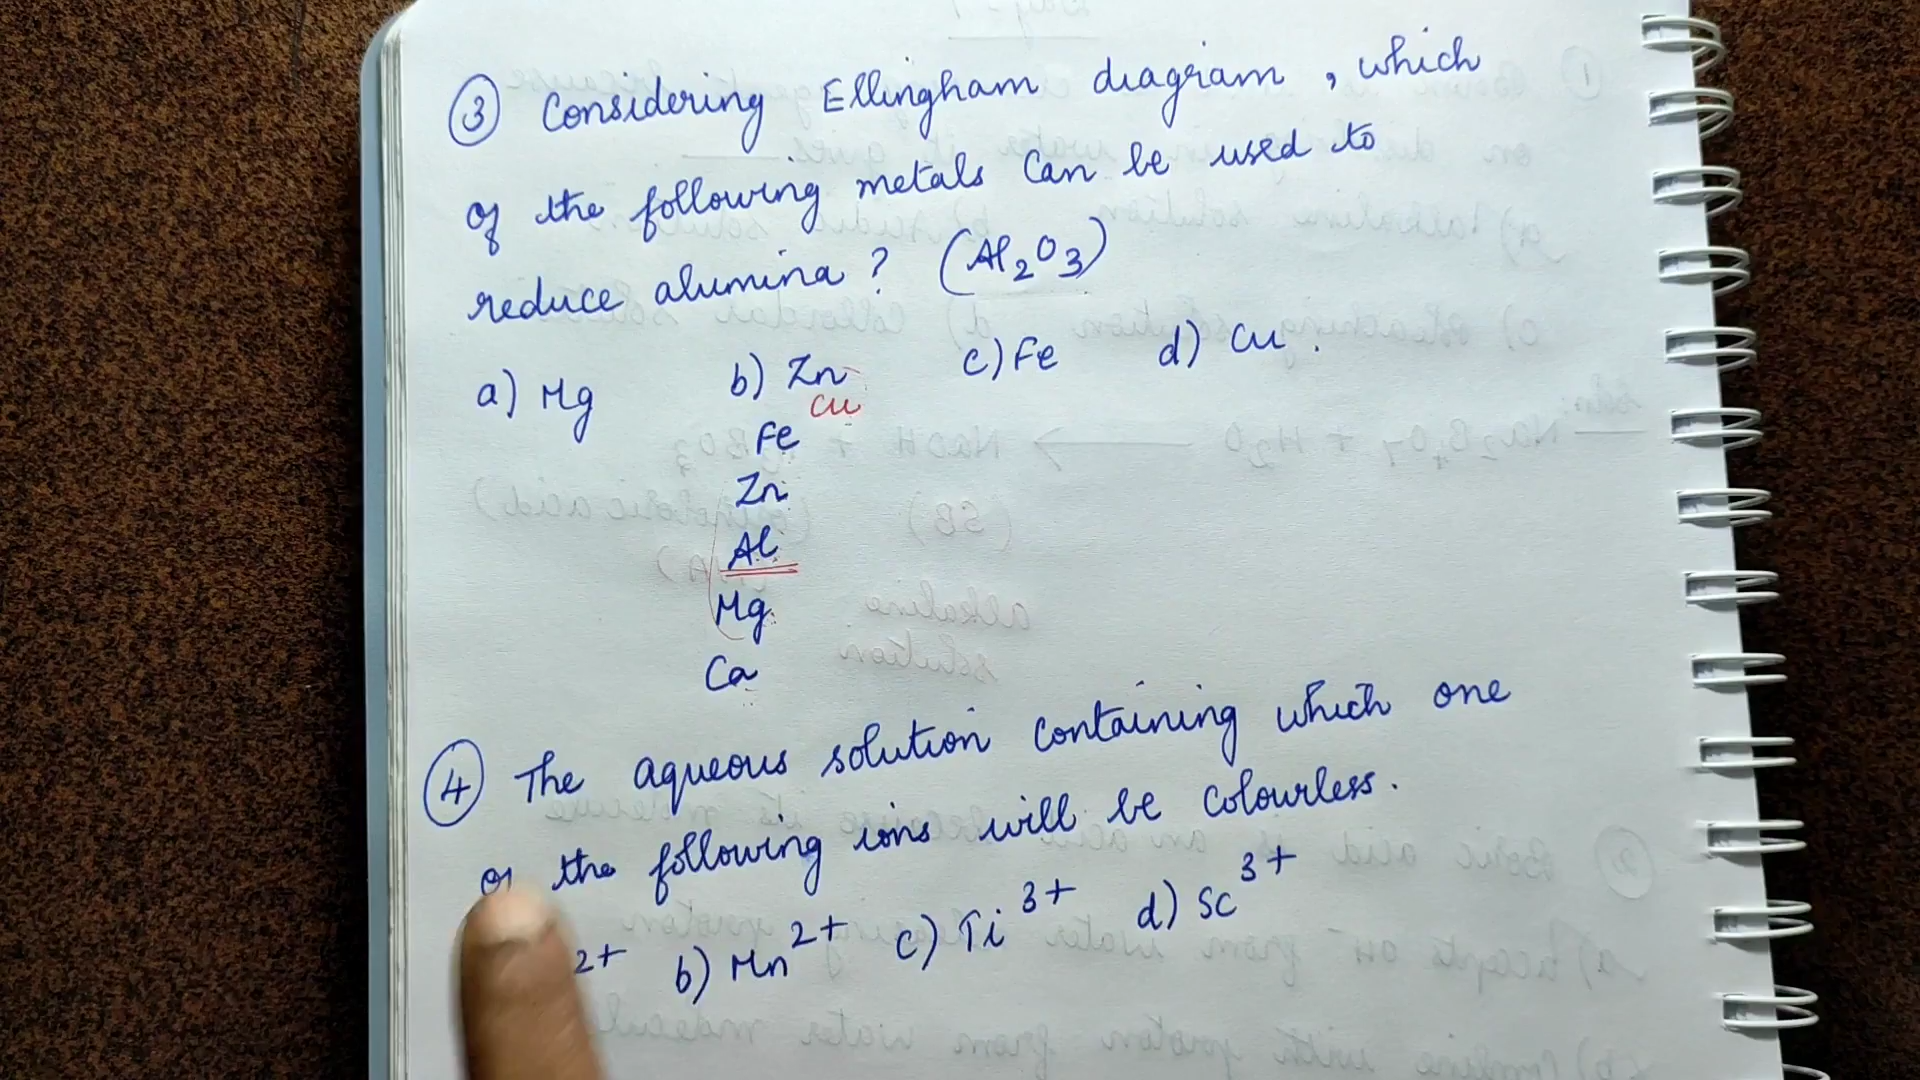 ③ Considering Ellingham diagram, which
of the following metals can be used to
reduce alumina? (Al₂O₃)
a) Mg b) Zn c) Fe d) Cu.
Cu
Fe
Zn
Al
Mg
Ca
④ The aqueous solution containing which one
of the following ions will be colourless.
2+ b) Mn²⁺ c) Ti³⁺ d) Sc³⁺